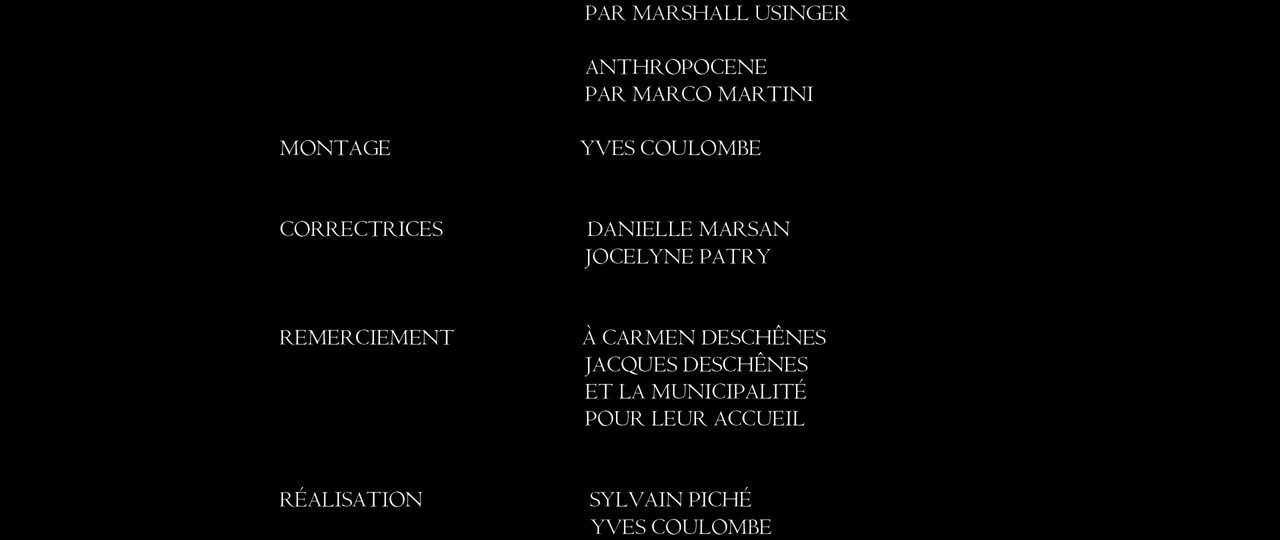 PAR MARSHALL USINGER
ANTHROPOCENE
PAR MARCO MARTINI
MONTAGE YVES COULOMBE
CORRECTRICES DANIELLE MARSAN
JOCELYNE PATRY
REMERCIEMENT À CARMEN DESCHÊNES
JACQUES DESCHÊNES
ET LA MUNICIPALITÉ
POUR LEUR ACCUEIL
RÉALISATION SYLVAIN PICHÉ
YVES COULOMBE